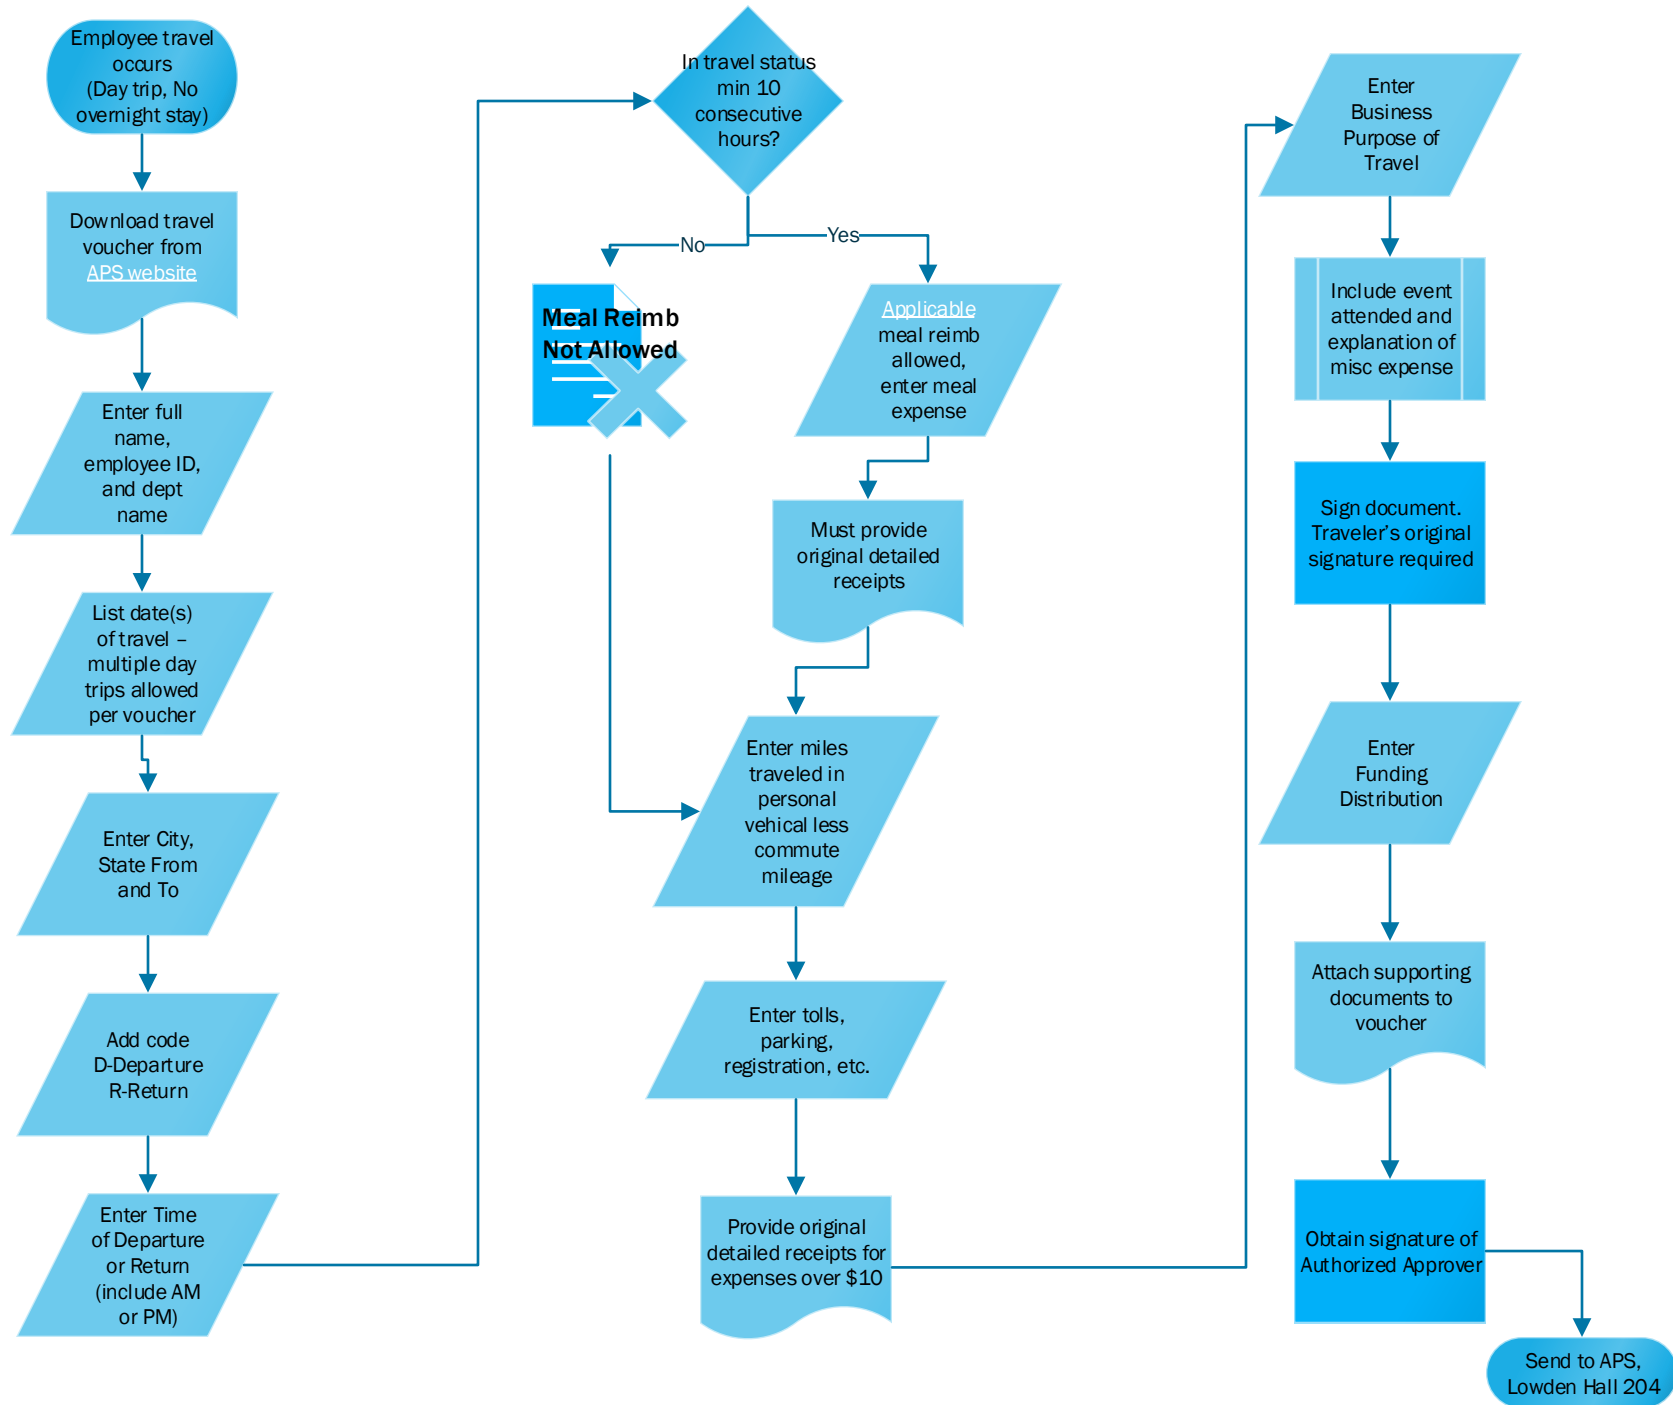 Employee travel
occurs
(Day trip, No
overnight stay)
Download travel
voucher from
APS website
Enter full
name,
employee ID,
and dept
name
List date(s)
of travel –
multiple day
trips allowed
per voucher
Enter City,
State From
and To
Add code
D-Departure
R-Return
Enter Time
of Departure
or Return
(include AM
or PM)
In travel status
min 10
consecutive
hours?
No
Yes
Meal Reimb
Not Allowed
Applicable
meal reimb
allowed,
enter meal
expense
Must provide
original detailed
receipts
Enter miles
traveled in
personal
vehical less
commute
mileage
Enter tolls,
parking,
registration, etc.
Provide original
detailed receipts for
expenses over $10
Enter
Business
Purpose of
Travel
Include event
attended and
explanation of
misc expense
Sign document.
Traveler’s original
signature required
Enter
Funding
Distribution
Attach supporting
documents to
voucher
Obtain signature of
Authorized Approver
Send to APS,
Lowden Hall 204